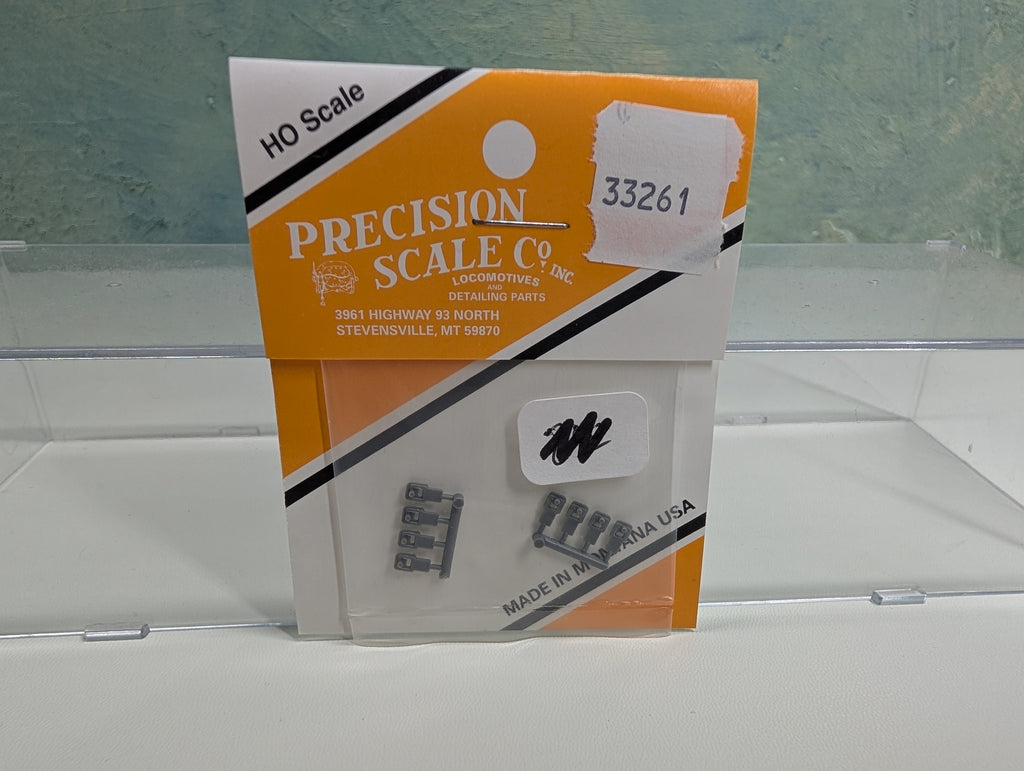 HO Scale
33261
PRECISION
SCALE Co. INC.
LOCOMOTIVES
AND
DETAILING PARTS
3961 HIGHWAY 93 NORTH
STEVENSVILLE, MT 59870
MADE IN MONTANA USA